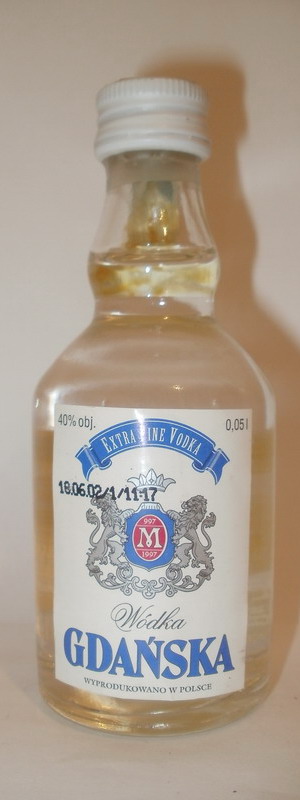 40% obj.
0,05 l
EXTRA FINE VODKA
18.06.02/1/11:17
997
M
1997
Wódka
GDAŃSKA
WYPRODUKOWANO W POLSCE